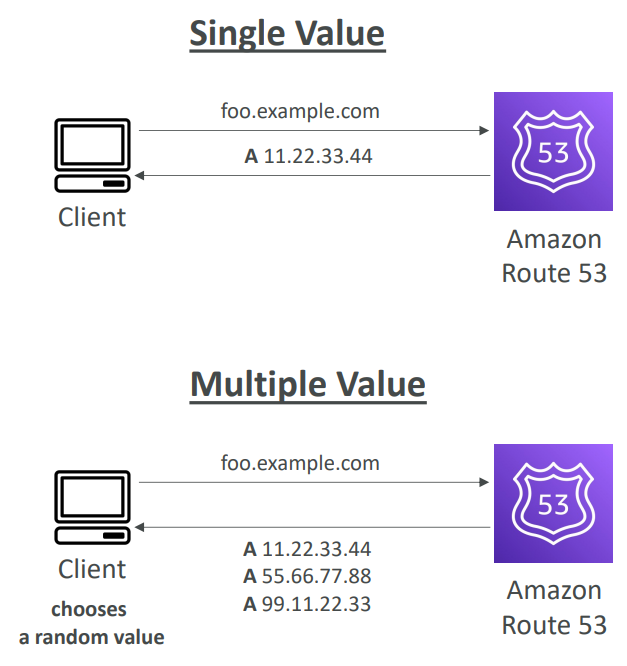 Single Value
foo.example.com
A 11.22.33.44
53
Client
Amazon
Route 53
Multiple Value
foo.example.com
53
A 11.22.33.44
A 55.66.77.88
A 99.11.22.33
Client
chooses
a random value
Amazon
Route 53